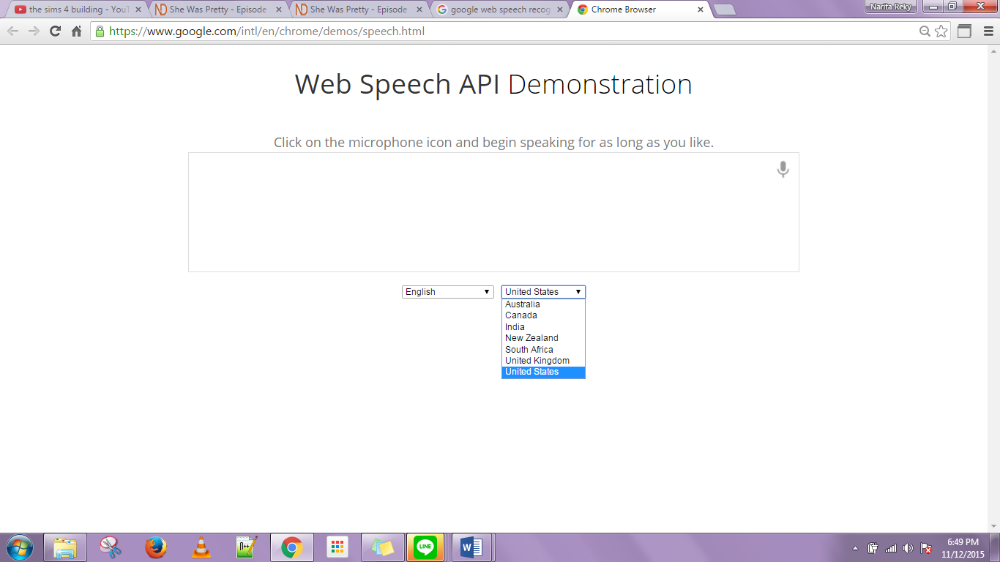 the sims 4 building - YouT
She Was Pretty - Episode
She Was Pretty - Episode
google web speech recog
Chrome Browser
Narita Reky
https://www.google.com/intl/en/chrome/demos/speech.html
Web Speech API Demonstration
Click on the microphone icon and begin speaking for as long as you like.
English
United States
Australia
Canada
India
New Zealand
South Africa
United Kingdom
United States
LINE
6:49 PM
11/12/2015